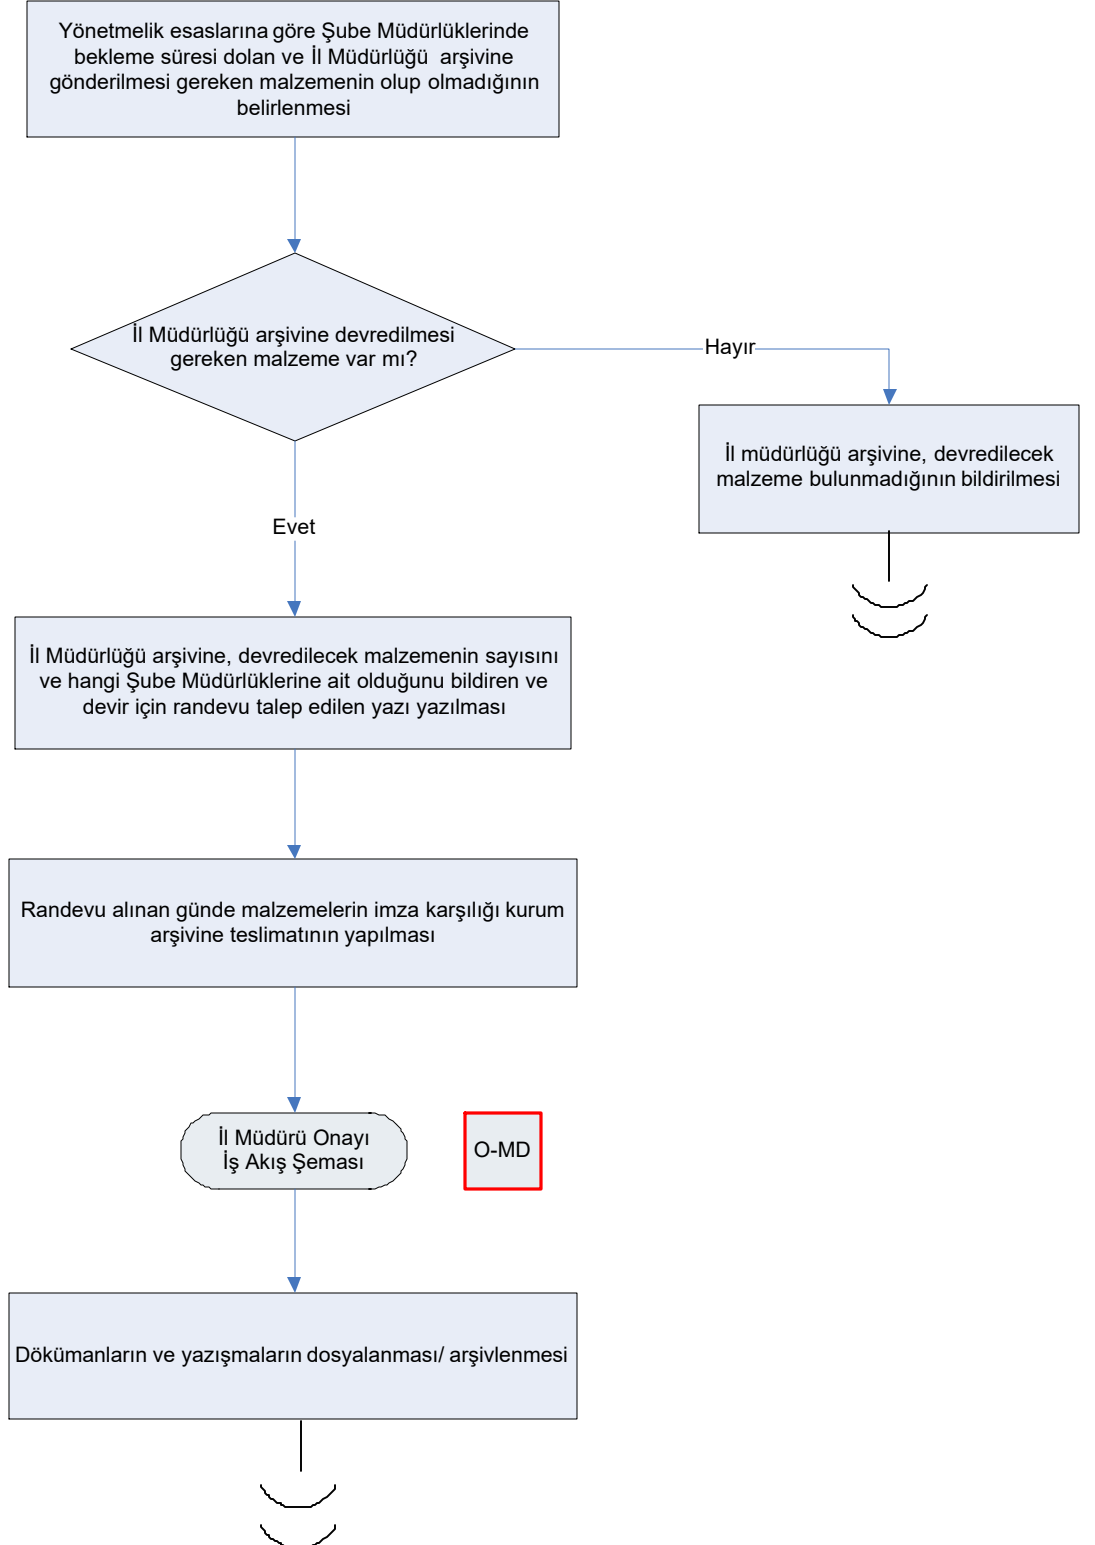 Yönetmelik esaslarına göre Şube Müdürlüklerinde
bekleme süresi dolan ve İl Müdürlüğü arşivine
gönderilmesi gereken malzemenin olup olmadığının
belirlenmesi
İl Müdürlüğü arşivine devredilmesi
gereken malzeme var mı?
Hayır
İl müdürlüğü arşivine, devredilecek
malzeme bulunmadığının bildirilmesi
Evet
İl Müdürlüğü arşivine, devredilecek malzemenin sayısını
ve hangi Şube Müdürlüklerine ait olduğunu bildiren ve
devir için randevu talep edilen yazı yazılması
Randevu alınan günde malzemelerin imza karşılığı kurum
arşivine teslimatının yapılması
İl Müdürü Onayı
İş Akış Şeması
O-MD
Dökümanların ve yazışmaların dosyalanması/ arşivlenmesi